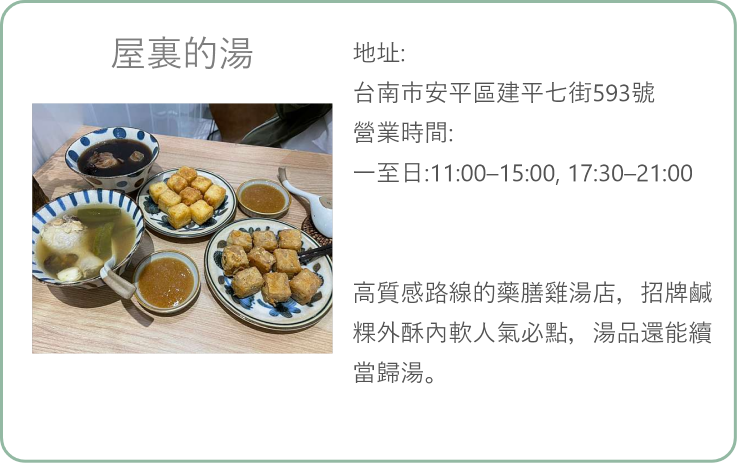 屋裏的湯
地址:
台南市安平區建平七街593號
營業時間:
一至日:11:00–15:00, 17:30–21:00
高質感路線的藥膳雞湯店，招牌鹹
粿外酥內軟人氣必點，湯品還能續
當歸湯。